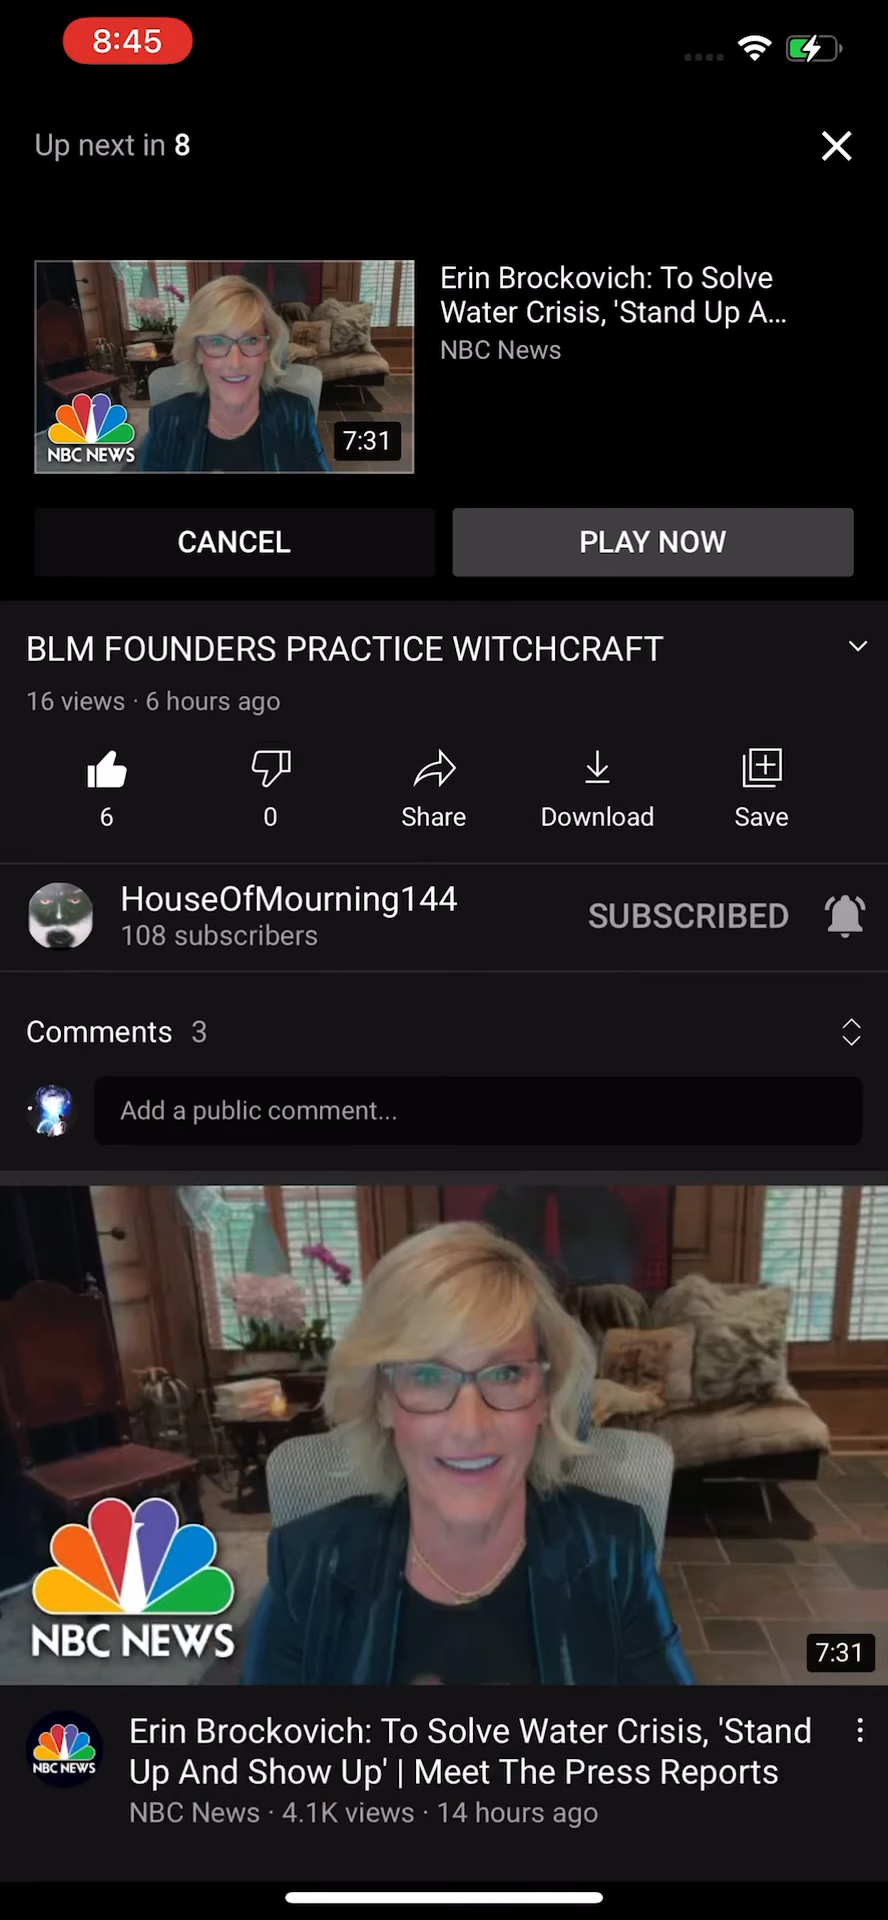 8:45
Up next in 8
Erin Brockovich: To Solve
Water Crisis, 'Stand Up A...
NBC News
NBC NEWS
7:31
CANCEL
PLAY NOW
BLM FOUNDERS PRACTICE WITCHCRAFT
16 views · 6 hours ago
6
0
Share
Download
Save
HouseOfMourning144
108 subscribers
SUBSCRIBED
Comments 3
Add a public comment...
NBC NEWS
7:31
NBC NEWS
Erin Brockovich: To Solve Water Crisis, 'Stand
Up And Show Up' | Meet The Press Reports
NBC News · 4.1K views · 14 hours ago